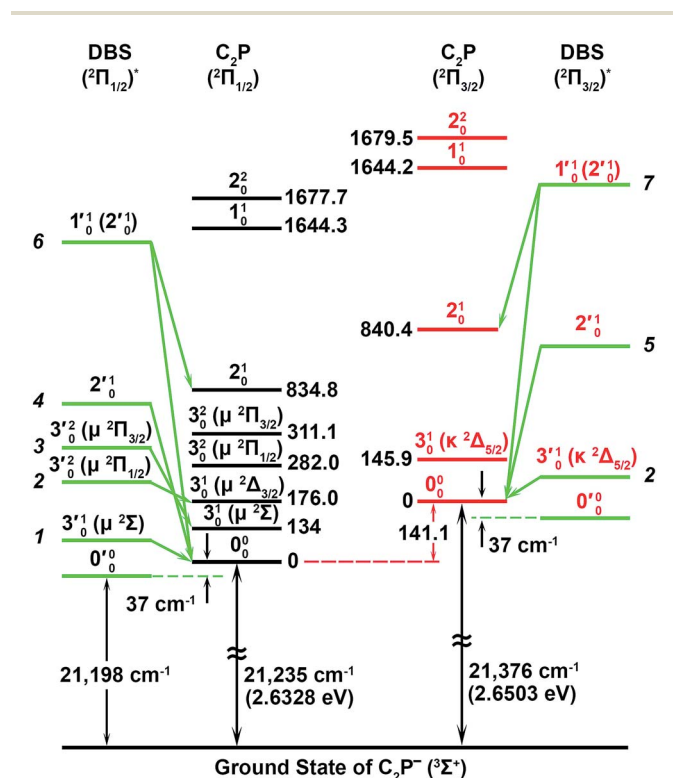 DBS
(²Π₁/₂)*
C₂P
(²Π₁/₂)
C₂P
(²Π₃/₂)
DBS
(²Π₃/₂)*
1679.5 2²₀
1644.2 1¹₀
2²₀ 1677.7
1¹₀ 1644.3
1′¹₀ (2′¹₀) 7
6 1′¹₀ (2′¹₀)
840.4 2¹₀
2′¹₀ 5
2¹₀ 834.8
4 2′¹₀
3²₀ (μ ²Π₃/₂) 311.1
3 3′²₀ (μ ²Π₃/₂)
3²₀ (μ ²Π₁/₂) 282.0
2 3′²₀ (μ ²Π₁/₂)
3¹₀ (μ ²Δ₃/₂) 176.0
3¹₀ (μ ²Σ) 134
145.9 3¹₀ (κ ²Δ₅/₂)
3′¹₀ (κ ²Δ₅/₂) 2
0 0⁰₀
0′⁰₀
1 3′¹₀ (μ ²Σ)
0′⁰₀
0⁰₀ 0
141.1
37 cm⁻¹
37 cm⁻¹
21,198 cm⁻¹
21,235 cm⁻¹
(2.6328 eV)
21,376 cm⁻¹
(2.6503 eV)
Ground State of C₂P⁻ (³Σ⁺)